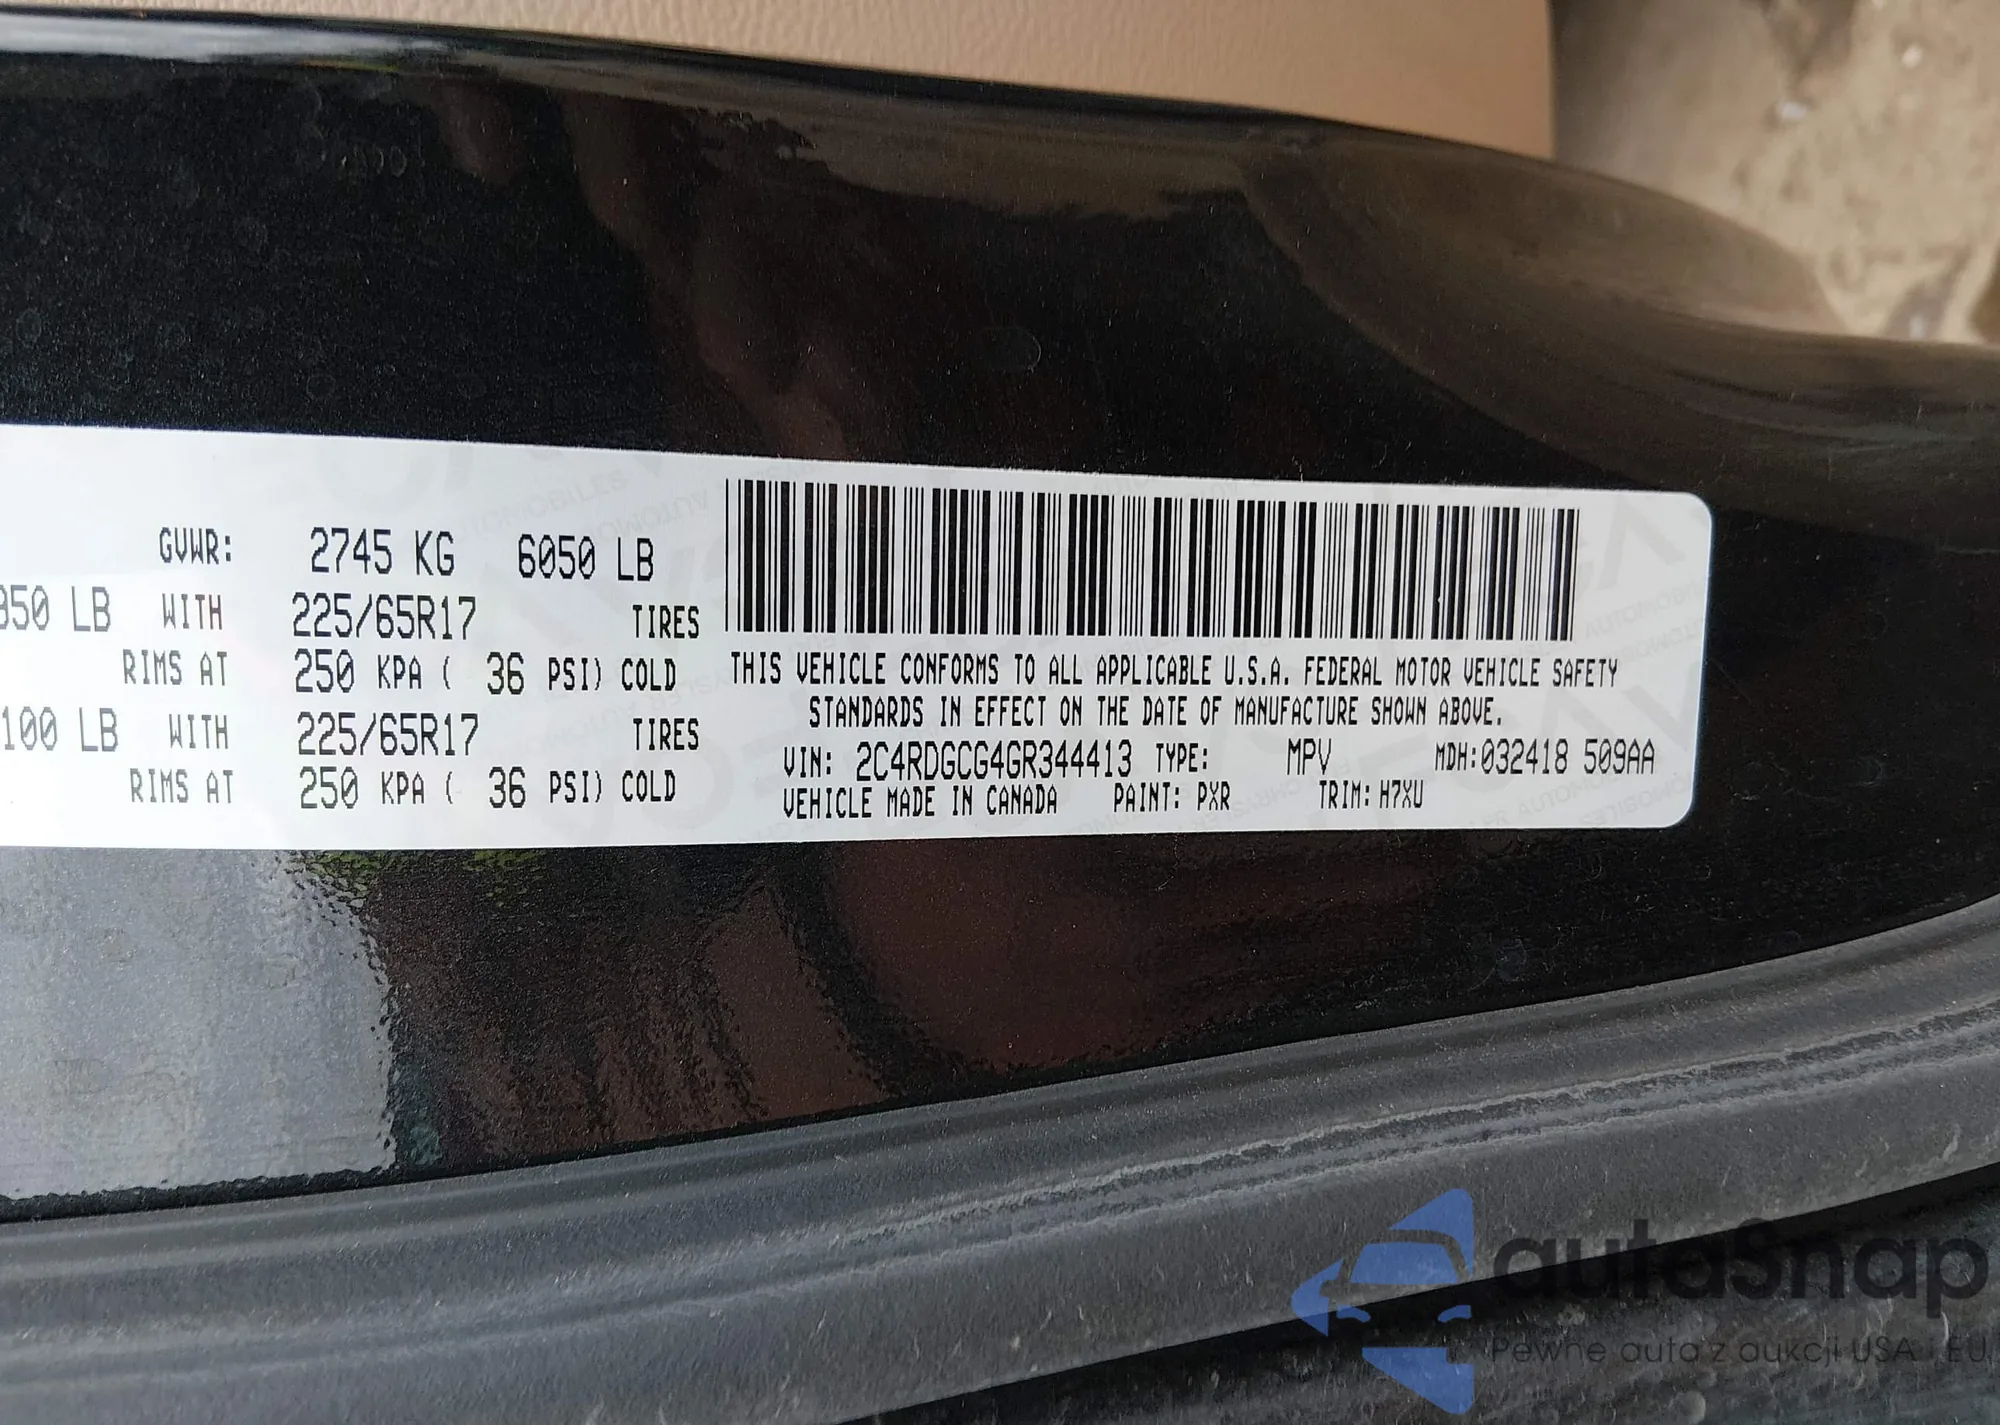 GVWR: 2745 KG 6050 LB
LB WITH 225/65R17 TIRES
RIMS AT 250 KPA ( 36 PSI) COLD
100 LB WITH 225/65R17 TIRES
RIMS AT 250 KPA ( 36 PSI) COLD
THIS VEHICLE CONFORMS TO ALL APPLICABLE U.S.A. FEDERAL MOTOR VEHICLE SAFETY
STANDARDS IN EFFECT ON THE DATE OF MANUFACTURE SHOWN ABOVE.
VIN: 2C4RDGCG4GR344413 TYPE: MPV MDH:032418 509AA
VEHICLE MADE IN CANADA PAINT: PXR TRIM: H7XU
autaSnap
Pewne auta z aukcji USA i EU